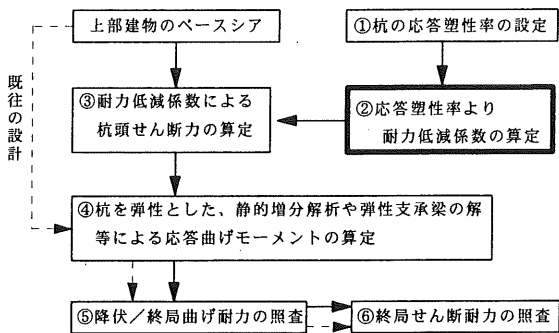 上部建物のベースシア
①杭の応答塑性率の設定
既往の設計
③耐力低減係数による
杭頭せん断力の算定
②応答塑性率より
耐力低減係数の算定
④杭を弾性とした、静的増分解析や弾性支承梁の解
等による応答曲げモーメントの算定
⑤降伏／終局曲げ耐力の照査
⑥終局せん断耐力の照査